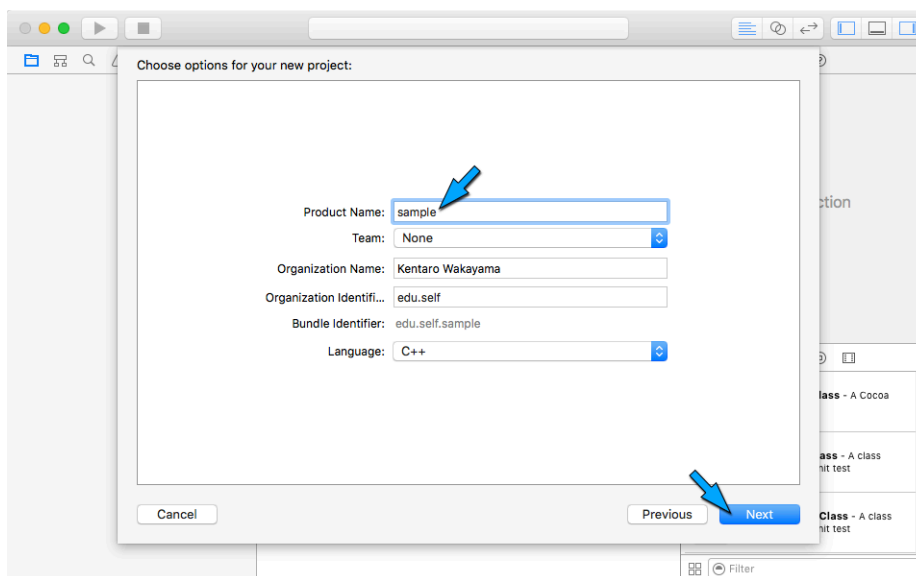 Choose options for your new project:
Product Name: sample
Team: None
Organization Name: Kentaro Wakayama
Organization Identifi... edu.self
Bundle Identifier: edu.self.sample
Language: C++
Cancel
Previous
Next
ction
lass - A Cocoa
ass - A class
nit test
Class - A class
nit test
Filter